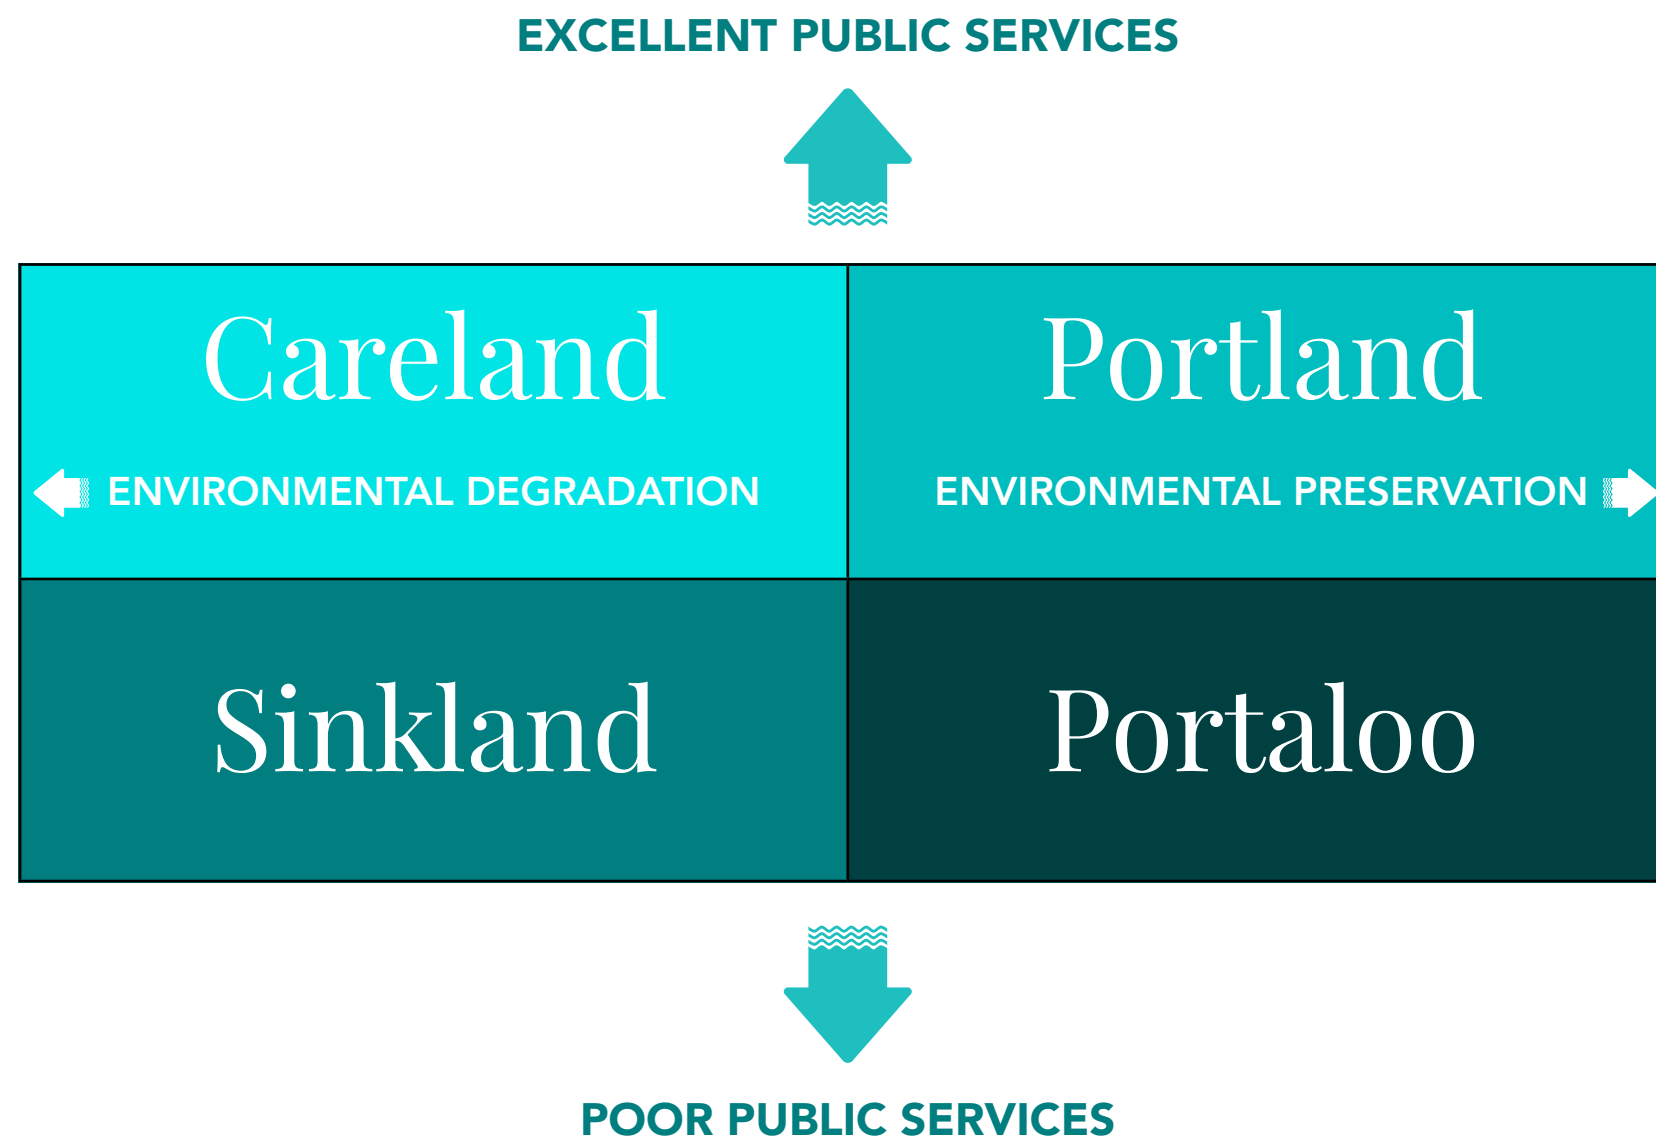 EXCELLENT PUBLIC SERVICES
Careland
Portland
ENVIRONMENTAL DEGRADATION
ENVIRONMENTAL PRESERVATION
Sinkland
Portaloo
POOR PUBLIC SERVICES